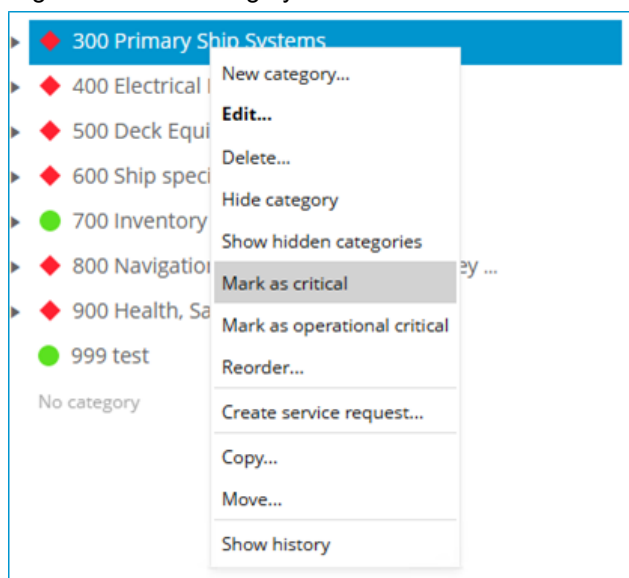 300 Primary Ship Systems
400 Electrical
500 Deck Equi
600 Ship speci
700 Inventory
800 Navigation ey ...
900 Health, Sa
999 test
No category
New category...
Edit...
Delete...
Hide category
Show hidden categories
Mark as critical
Mark as operational critical
Reorder...
Create service request...
Copy...
Move...
Show history